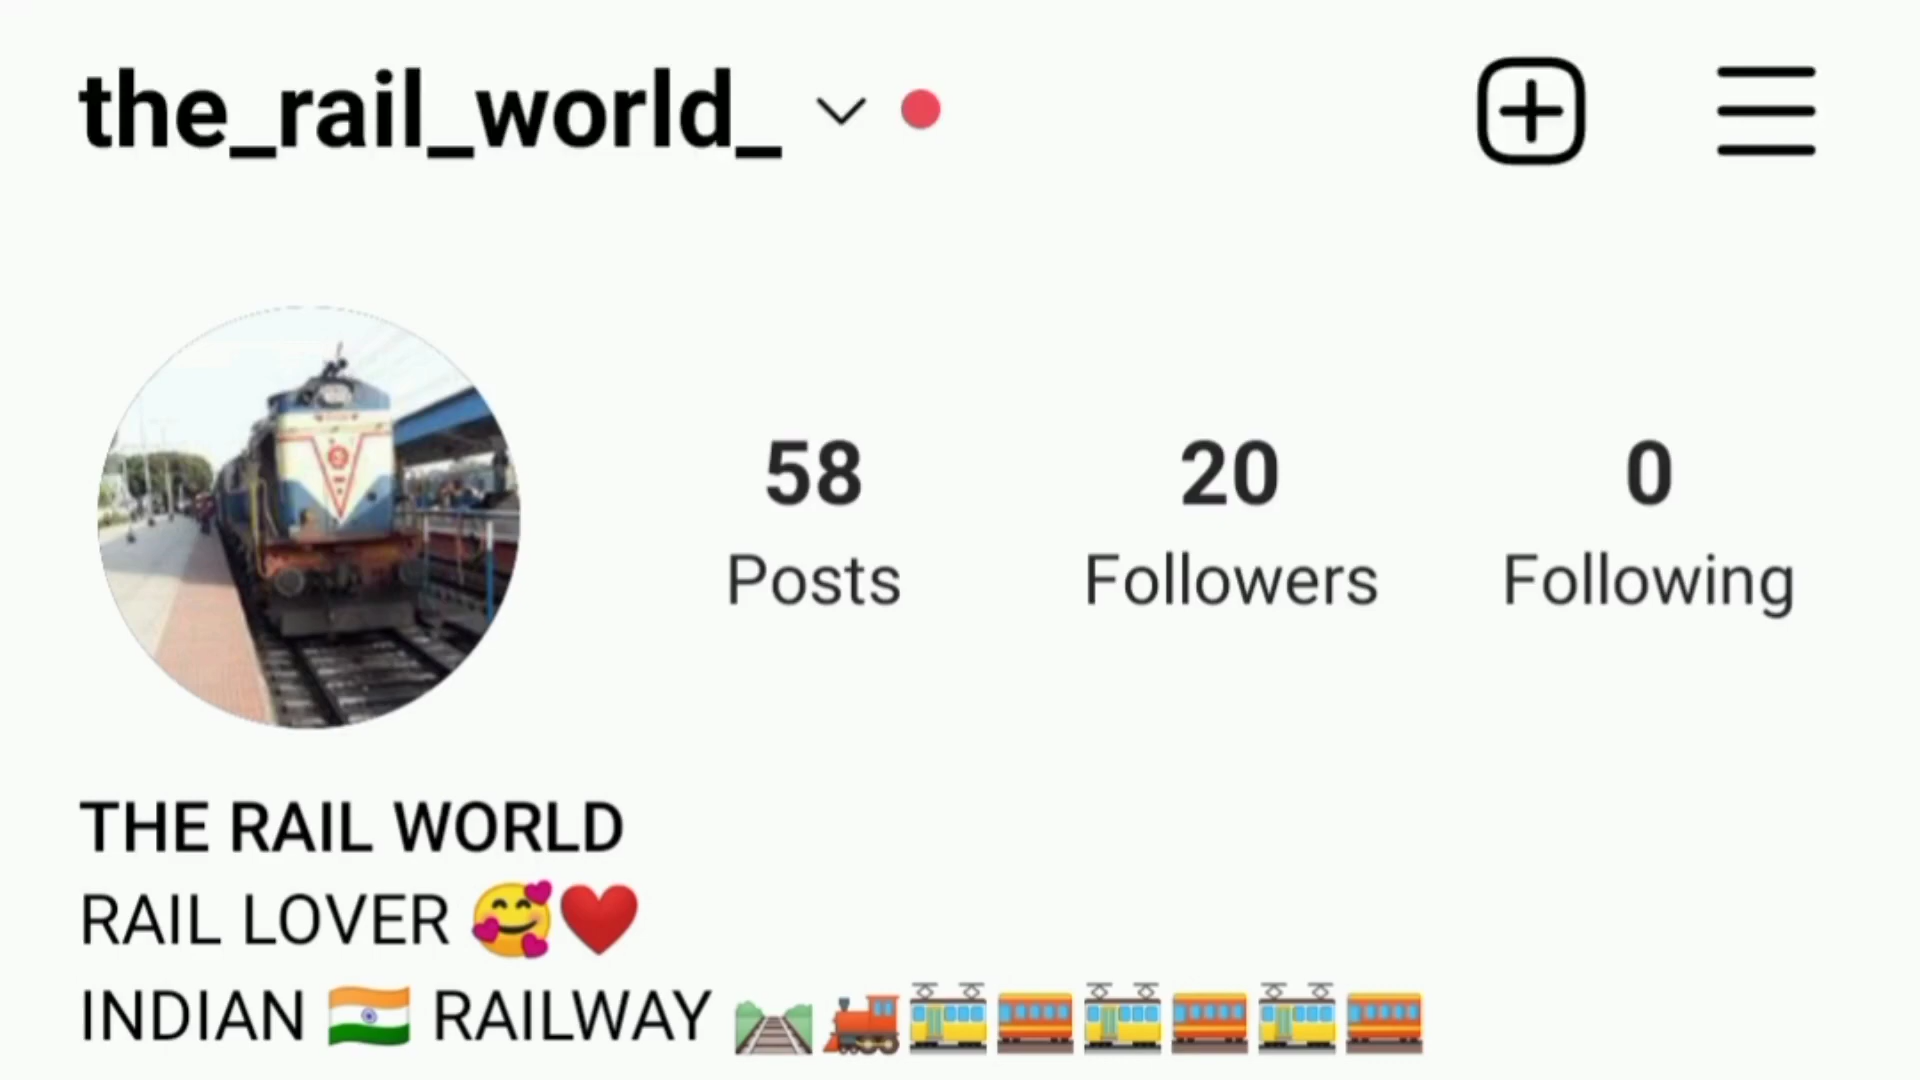 the_rail_world_
58 20 0
Posts Followers Following
THE RAIL WORLD
RAIL LOVER 🥰❤️
INDIAN 🇮🇳 RAILWAY 🛤️🚂🚋🚃🚋🚃🚋🚃